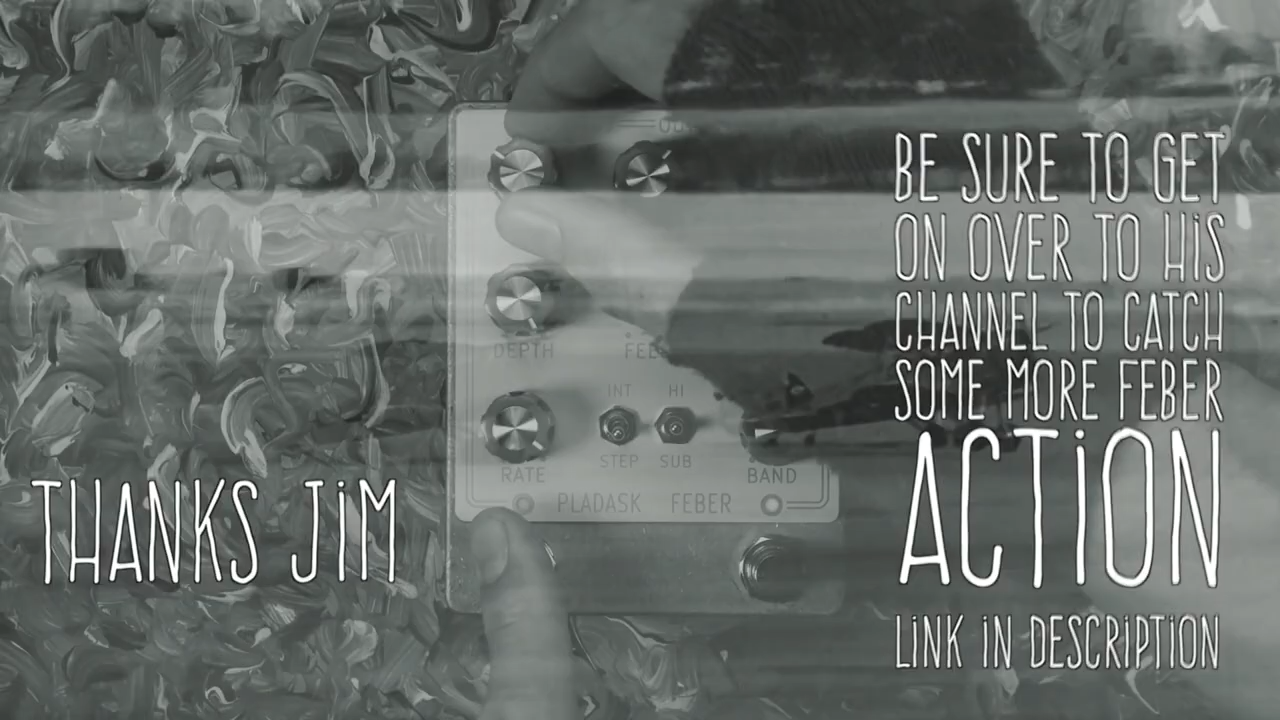 THANKS JiM
BE SURE TO GET
ON OVER TO HiS
CHANNEL TO CATCH
SOME MORE FEBER
ACTiON
LiNK iN DESCRiPTiON
DEPTH
INT HI
STEP SUB
RATE BAND
PLADASK FEBER